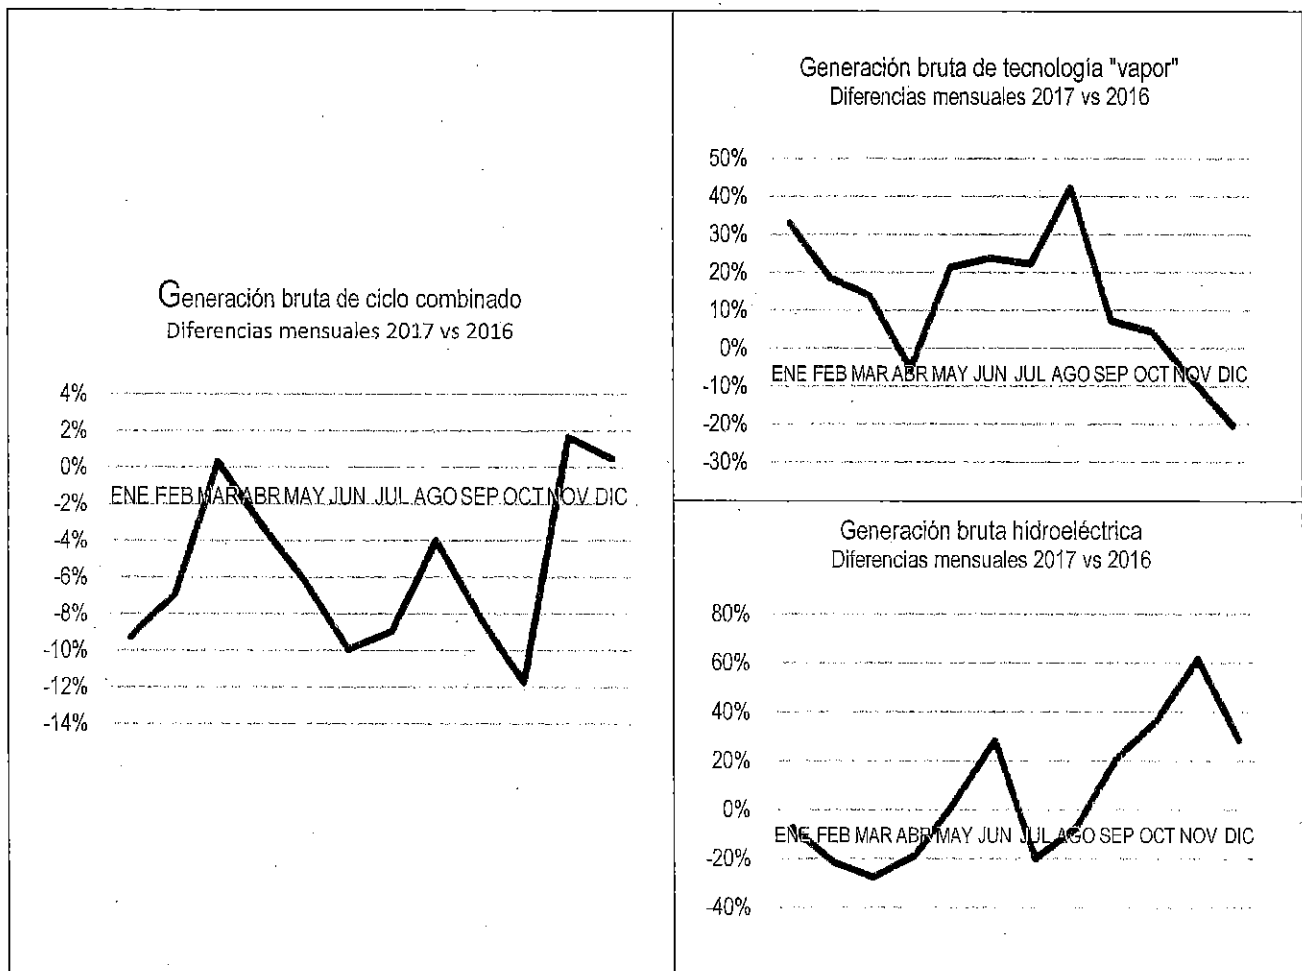 Generación bruta de ciclo combinado
Diferencias mensuales 2017 vs 2016
4%
2%
0%
-2%
ENE FEB MAR ABR MAY JUN JUL AGO SEP OCT NOV DIC
-4%
-6%
-8%
-10%
-12%
-14%
Generación bruta de tecnología "vapor"
Diferencias mensuales 2017 vs 2016
50%
40%
30%
20%
10%
0%
ENE FEB MAR ABR MAY JUN JUL AGO SEP OCT NOV DIC
-10%
-20%
-30%
Generación bruta hidroeléctrica
Diferencias mensuales 2017 vs 2016
80%
60%
40%
20%
0%
ENE FEB MAR ABR MAY JUN JUL AGO SEP OCT NOV DIC
-20%
-40%